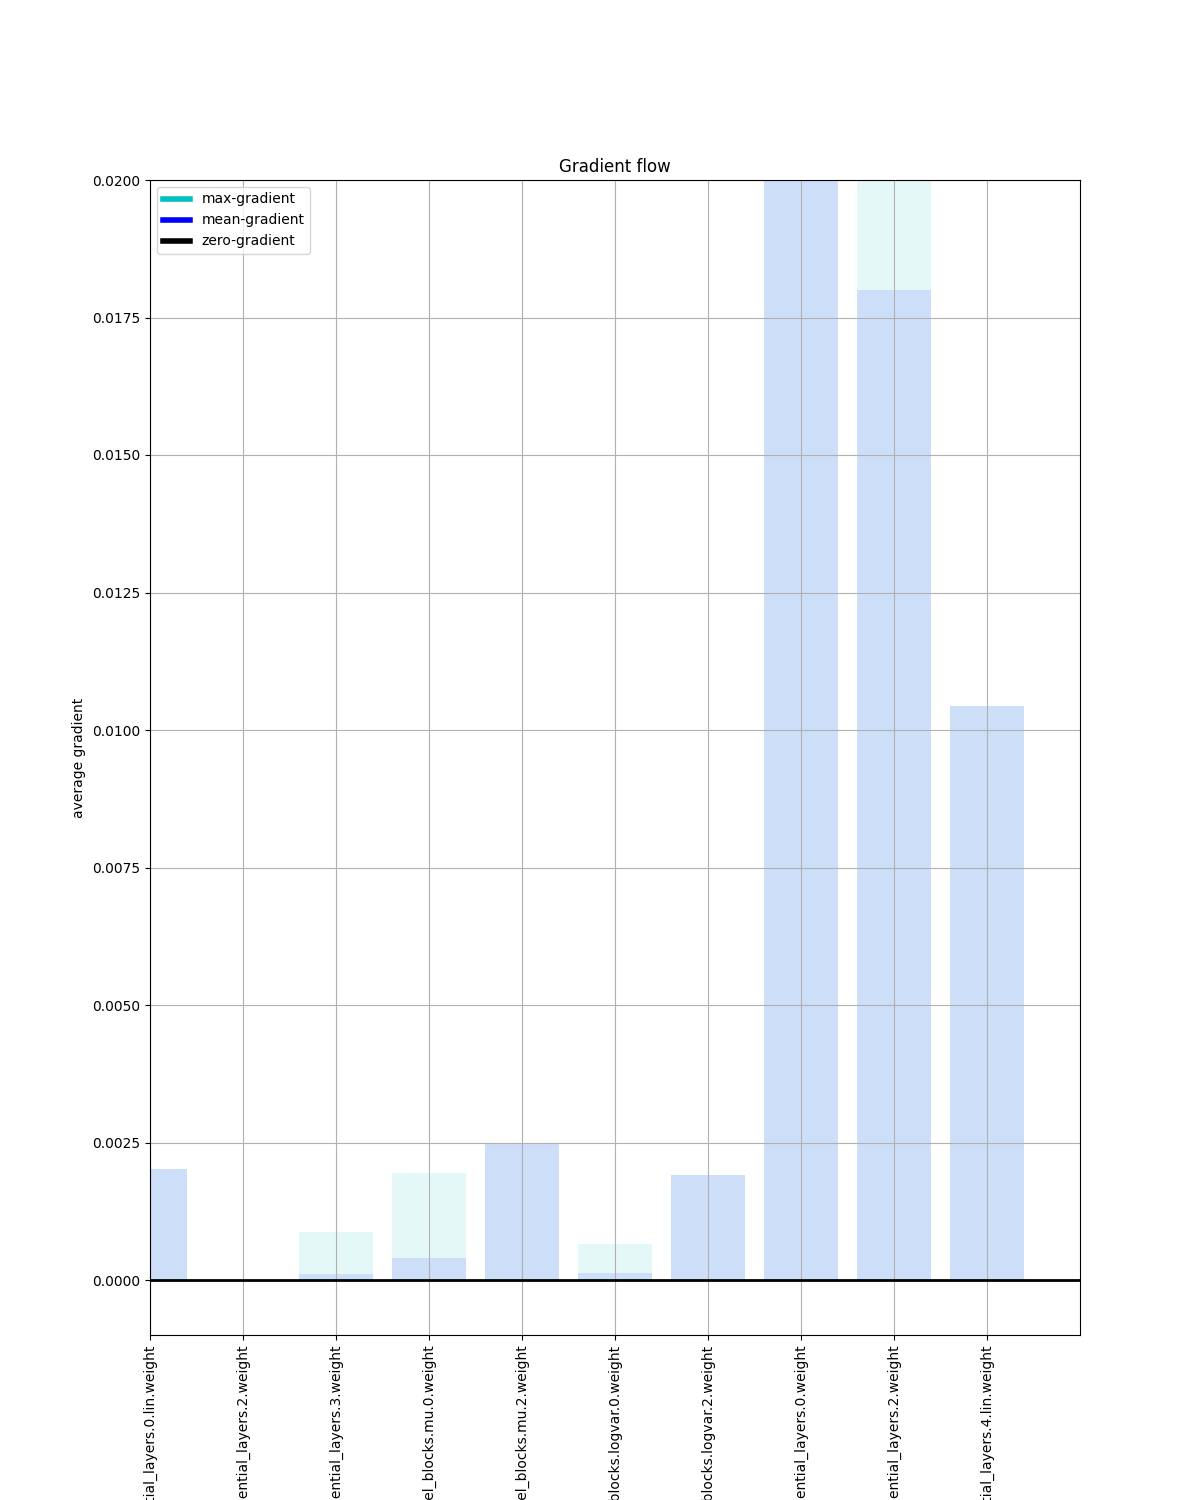 Gradient flow
max-gradient
mean-gradient
zero-gradient
0.0200
0.0175
0.0150
0.0125
0.0100
0.0075
0.0050
0.0025
0.0000
average gradient
tial_layers.0.lin.weight
ential_layers.2.weight
ential_layers.3.weight
el_blocks.mu.0.weight
el_blocks.mu.2.weight
blocks.logvar.0.weight
blocks.logvar.2.weight
ential_layers.0.weight
ential_layers.2.weight
tial_layers.4.lin.weight